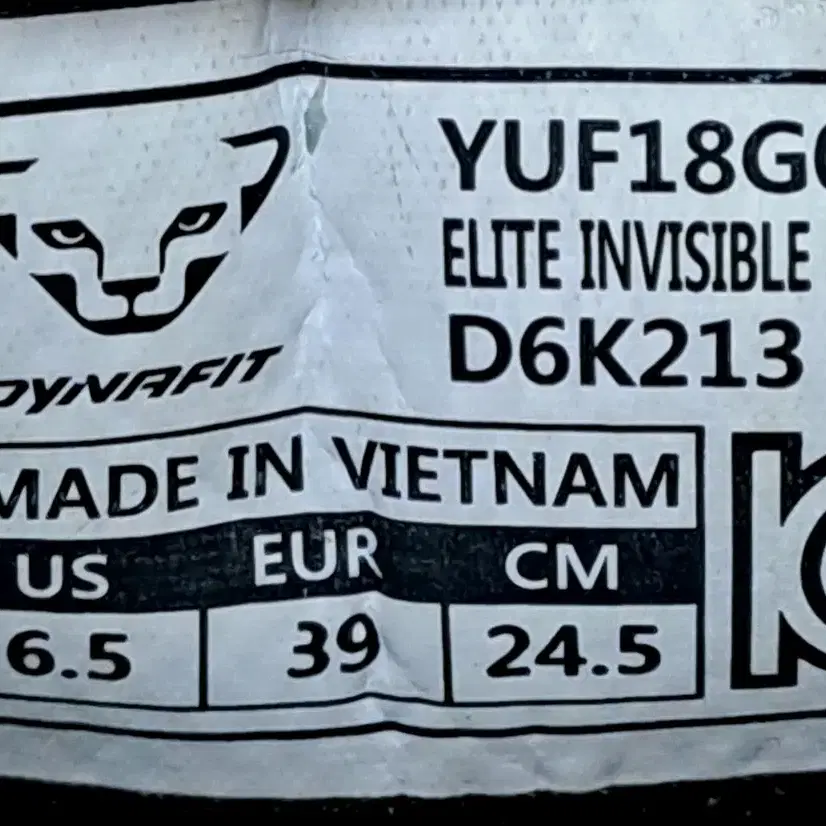 YUF18G
ELITE INVISIBLE
D6K213
DYNAFIT
MADE IN VIETNAM
US EUR CM
6.5 39 24.5